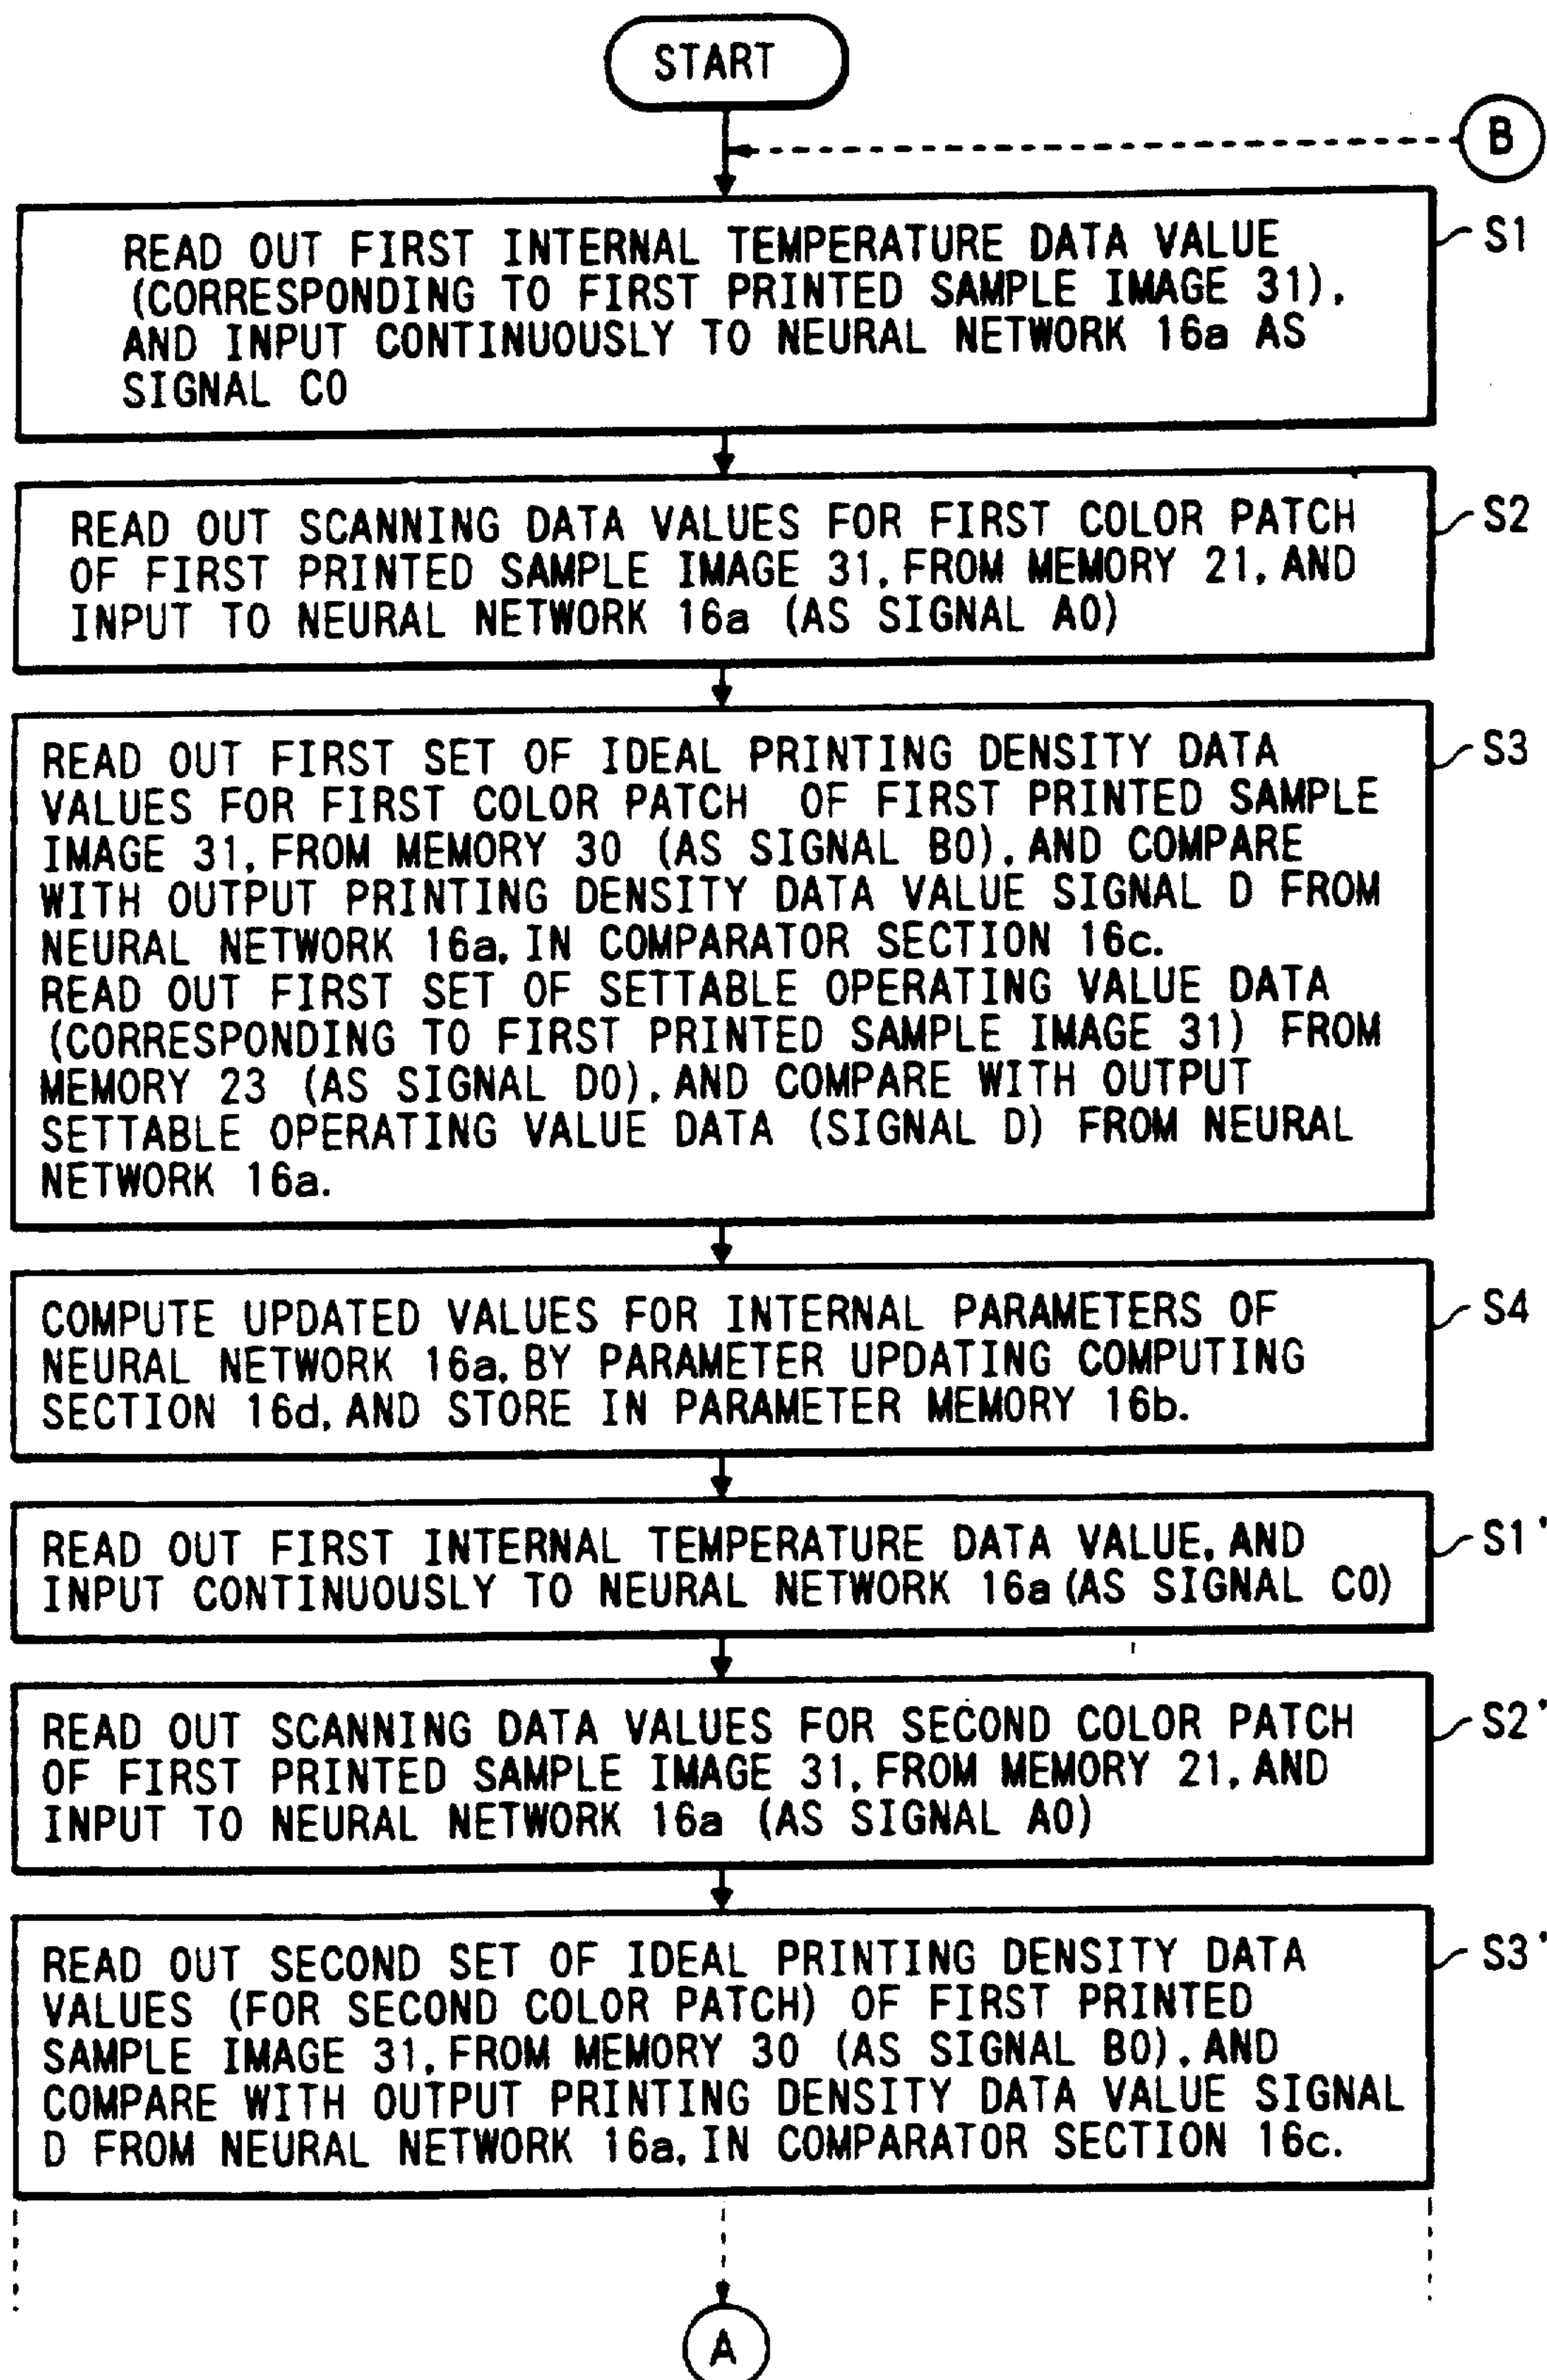 START
B
READ OUT FIRST INTERNAL TEMPERATURE DATA VALUE
(CORRESPONDING TO FIRST PRINTED SAMPLE IMAGE 31),
AND INPUT CONTINUOUSLY TO NEURAL NETWORK 16a AS
SIGNAL C0
S1
READ OUT SCANNING DATA VALUES FOR FIRST COLOR PATCH
OF FIRST PRINTED SAMPLE IMAGE 31, FROM MEMORY 21, AND
INPUT TO NEURAL NETWORK 16a (AS SIGNAL A0)
S2
READ OUT FIRST SET OF IDEAL PRINTING DENSITY DATA
VALUES FOR FIRST COLOR PATCH OF FIRST PRINTED SAMPLE
IMAGE 31, FROM MEMORY 30 (AS SIGNAL B0), AND COMPARE
WITH OUTPUT PRINTING DENSITY DATA VALUE SIGNAL D FROM
NEURAL NETWORK 16a, IN COMPARATOR SECTION 16c.
READ OUT FIRST SET OF SETTABLE OPERATING VALUE DATA
(CORRESPONDING TO FIRST PRINTED SAMPLE IMAGE 31) FROM
MEMORY 23 (AS SIGNAL D0), AND COMPARE WITH OUTPUT
SETTABLE OPERATING VALUE DATA (SIGNAL D) FROM NEURAL
NETWORK 16a.
S3
COMPUTE UPDATED VALUES FOR INTERNAL PARAMETERS OF
NEURAL NETWORK 16a, BY PARAMETER UPDATING COMPUTING
SECTION 16d, AND STORE IN PARAMETER MEMORY 16b.
S4
READ OUT FIRST INTERNAL TEMPERATURE DATA VALUE, AND
INPUT CONTINUOUSLY TO NEURAL NETWORK 16a (AS SIGNAL C0)
S1'
READ OUT SCANNING DATA VALUES FOR SECOND COLOR PATCH
OF FIRST PRINTED SAMPLE IMAGE 31, FROM MEMORY 21, AND
INPUT TO NEURAL NETWORK 16a (AS SIGNAL A0)
S2'
READ OUT SECOND SET OF IDEAL PRINTING DENSITY DATA
VALUES (FOR SECOND COLOR PATCH) OF FIRST PRINTED
SAMPLE IMAGE 31, FROM MEMORY 30 (AS SIGNAL B0), AND
COMPARE WITH OUTPUT PRINTING DENSITY DATA VALUE SIGNAL
D FROM NEURAL NETWORK 16a, IN COMPARATOR SECTION 16c.
S3'
A